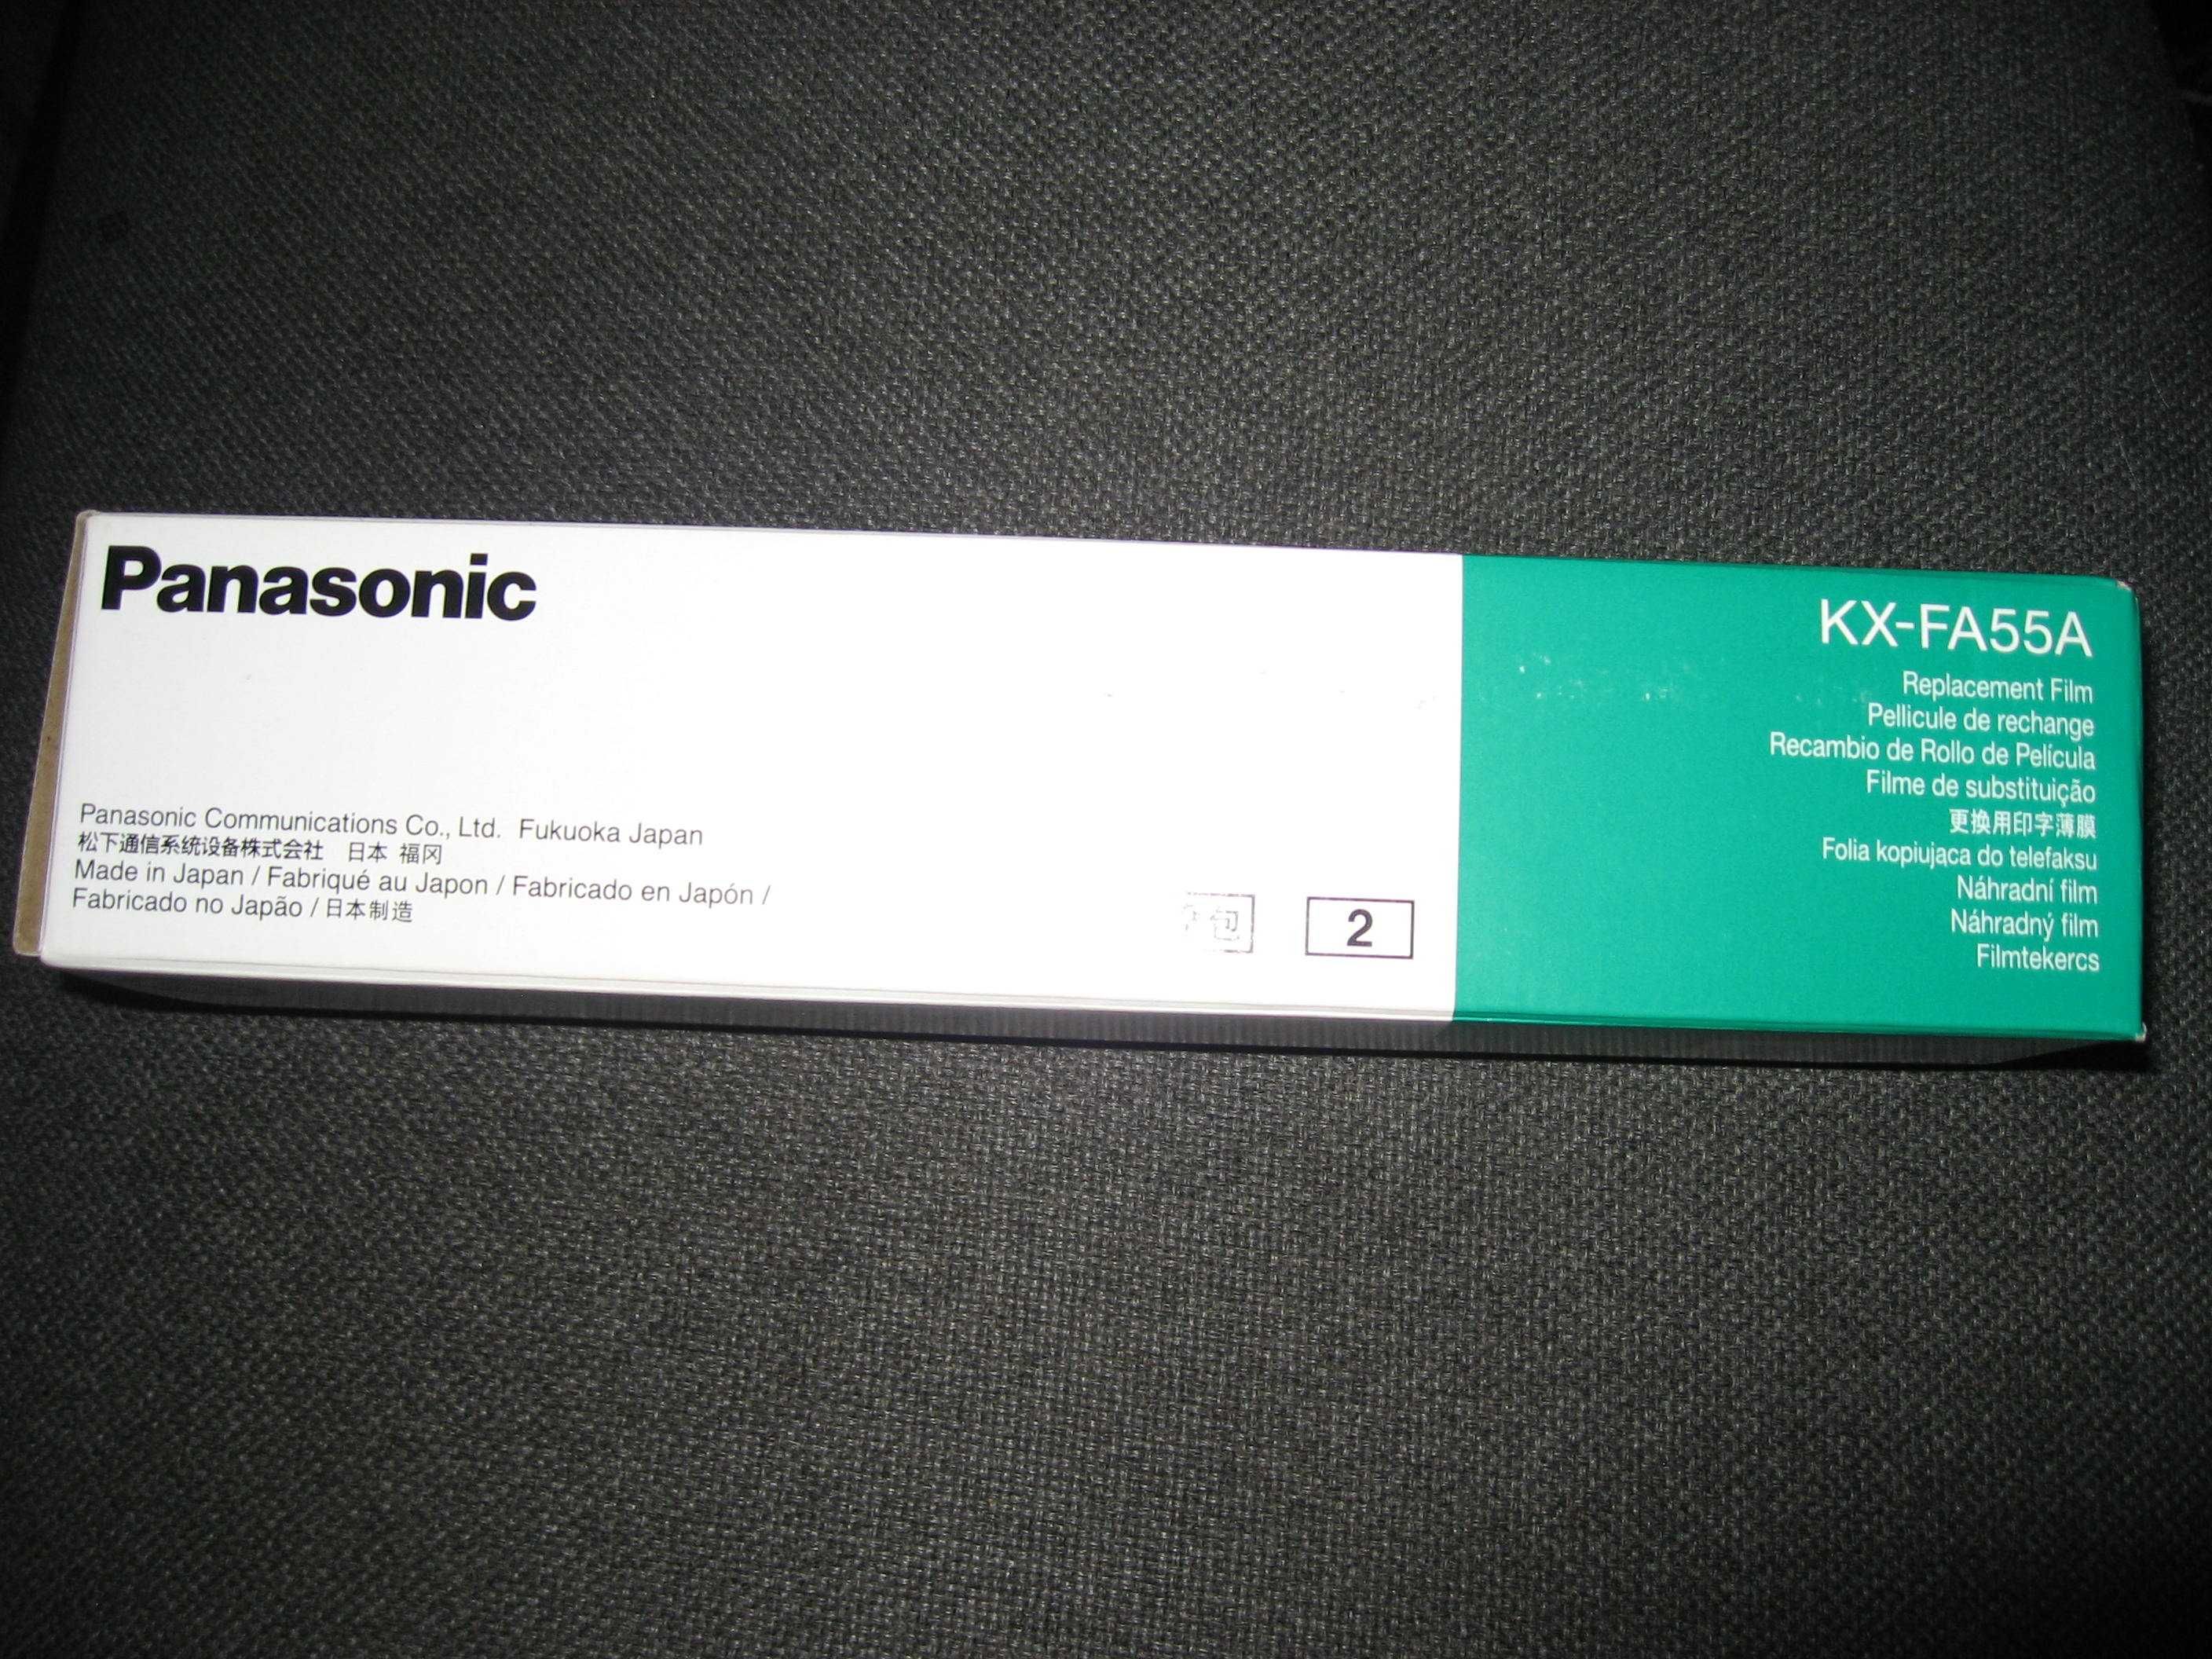 Panasonic
Panasonic Communications Co., Ltd. Fukuoka Japan
松下通信系统设备株式会社 日本 福冈
Made in Japan / Fabriqué au Japon / Fabricado en Japón /
Fabricado no Japão / 日本制造
包
2
KX-FA55A
Replacement Film
Pellicule de rechange
Recambio de Rollo de Película
Filme de substituição
更换用印字薄膜
Folia kopiująca do telefaksu
Náhradní film
Náhradný film
Filmtekercs